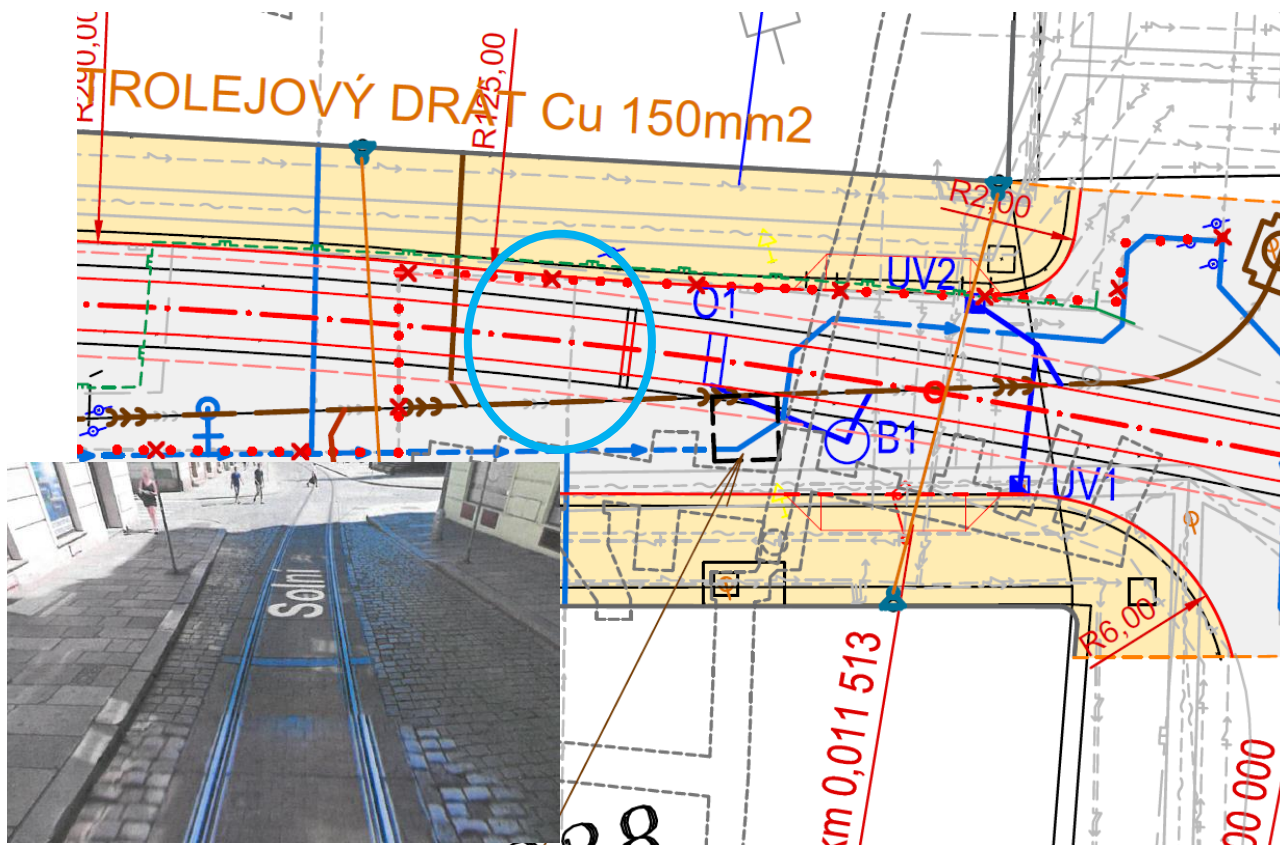 R290,00
TROLEJOVÝ DRÁT Cu 150mm2
R125,00
R2,00
UV2
O1
B1
UV1
R6,00
Solní
km 0,011 513